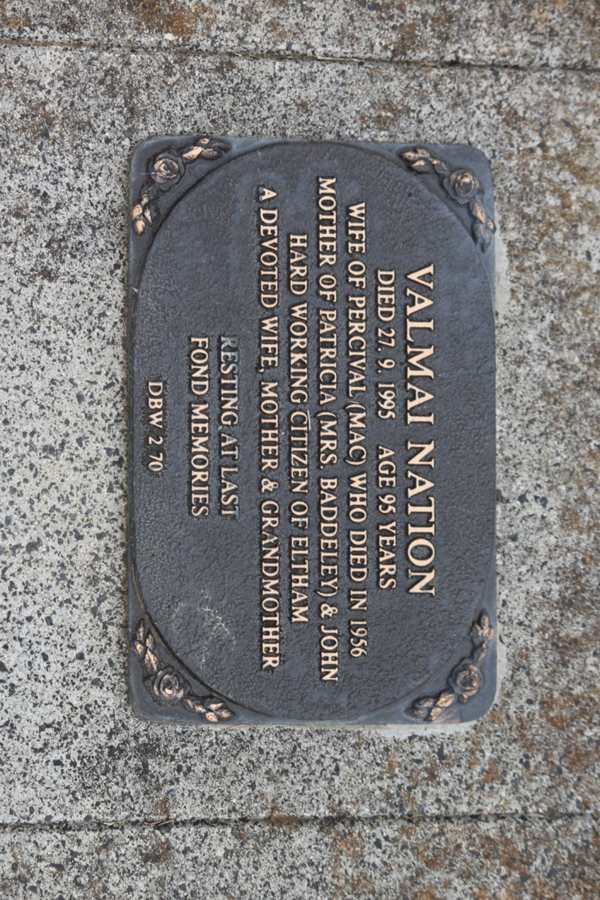 VALMAI NATION
DIED 27. 9. 1995 AGE 95 YEARS
WIFE OF PERCIVAL (MAC) WHO DIED IN 1956
MOTHER OF PATRICIA (MRS. BADDELEY) & JOHN
HARD WORKING CITIZEN OF ELTHAM
A DEVOTED WIFE, MOTHER & GRANDMOTHER
RESTING AT LAST
FOND MEMORIES
DBW 2 70